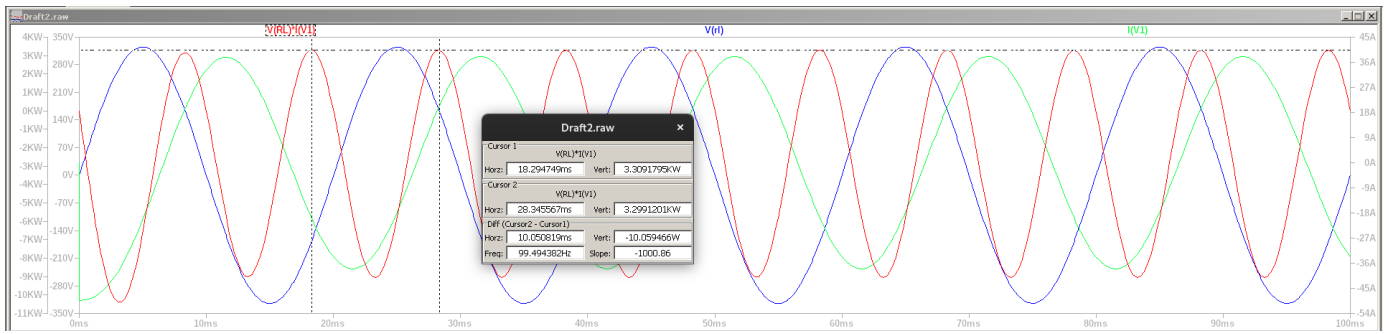 Draft2.raw
V(RL)*I(V1) V(rl) I(V1)
4KW 350V 45A
3KW 280V 36A
1KW 210V 27A
0KW 140V 18A
-2KW 70V 9A
-3KW 0V 0A
-4KW -70V -9A
-6KW -140V -18A
-7KW -210V -27A
-9KW -280V -36A
-10KW -45A
-11KW -350V -54A
0ms 10ms 20ms 30ms 40ms 50ms 60ms 70ms 80ms 90ms 100ms
Draft2.raw ×
Cursor 1
V(RL)*I(V1)
Horz: 18.294749ms Vert: 3.3091795KW
Cursor 2
V(RL)*I(V1)
Horz: 28.345567ms Vert: 3.2991201KW
Diff (Cursor2 - Cursor1)
Horz: 10.050819ms Vert: -10.059466W
Freq: 99.494382Hz Slope: -1000.86